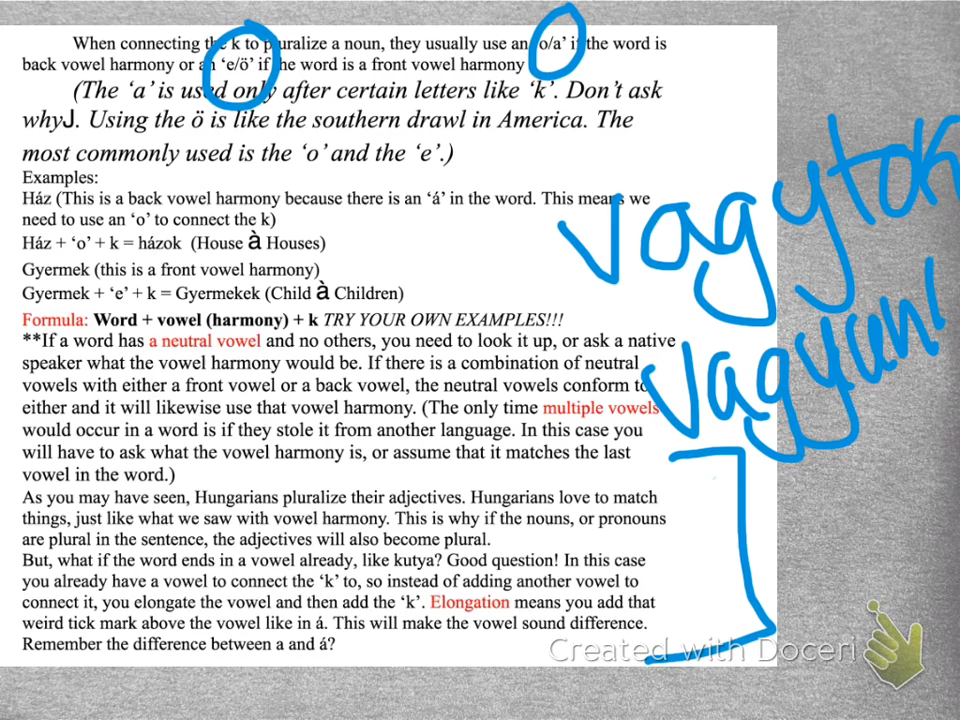 When connecting the k to pluralize a noun, they usually use an ‘o/a’ if the word is
back vowel harmony or an ‘e/ö’ if the word is a front vowel harmony
(The ‘a’ is used only after certain letters like ‘k’. Don’t ask
whyJ. Using the ö is like the southern drawl in America. The
most commonly used is the ‘o’ and the ‘e’.)
Examples:
Ház (This is a back vowel harmony because there is an ‘á’ in the word. This means we
need to use an ‘o’ to connect the k)
Ház + ‘o’ + k = házok (House à Houses)
Gyermek (this is a front vowel harmony)
Gyermek + ‘e’ + k = Gyermekek (Child à Children)
Formula: Word + vowel (harmony) + k TRY YOUR OWN EXAMPLES!!!
**If a word has a neutral vowel and no others, you need to look it up, or ask a native
speaker what the vowel harmony would be. If there is a combination of neutral
vowels with either a front vowel or a back vowel, the neutral vowels conform to
either and it will likewise use that vowel harmony. (The only time multiple vowels
would occur in a word is if they stole it from another language. In this case you
will have to ask what the vowel harmony is, or assume that it matches the last
vowel in the word.)
As you may have seen, Hungarians pluralize their adjectives. Hungarians love to match
things, just like what we saw with vowel harmony. This is why if the nouns, or pronouns
are plural in the sentence, the adjectives will also become plural.
But, what if the word ends in a vowel already, like kutya? Good question! In this case
you already have a vowel to connect the ‘k’ to, so instead of adding another vowel to
connect it, you elongate the vowel and then add the ‘k’. Elongation means you add that
weird tick mark above the vowel like in á. This will make the vowel sound difference.
Remember the difference between a and á?
vagytok
Created with Doceri